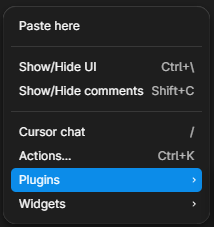 Paste here
Show/Hide UI Ctrl+\
Show/Hide comments Shift+C
Cursor chat /
Actions... Ctrl+K
Plugins ›
Widgets ›